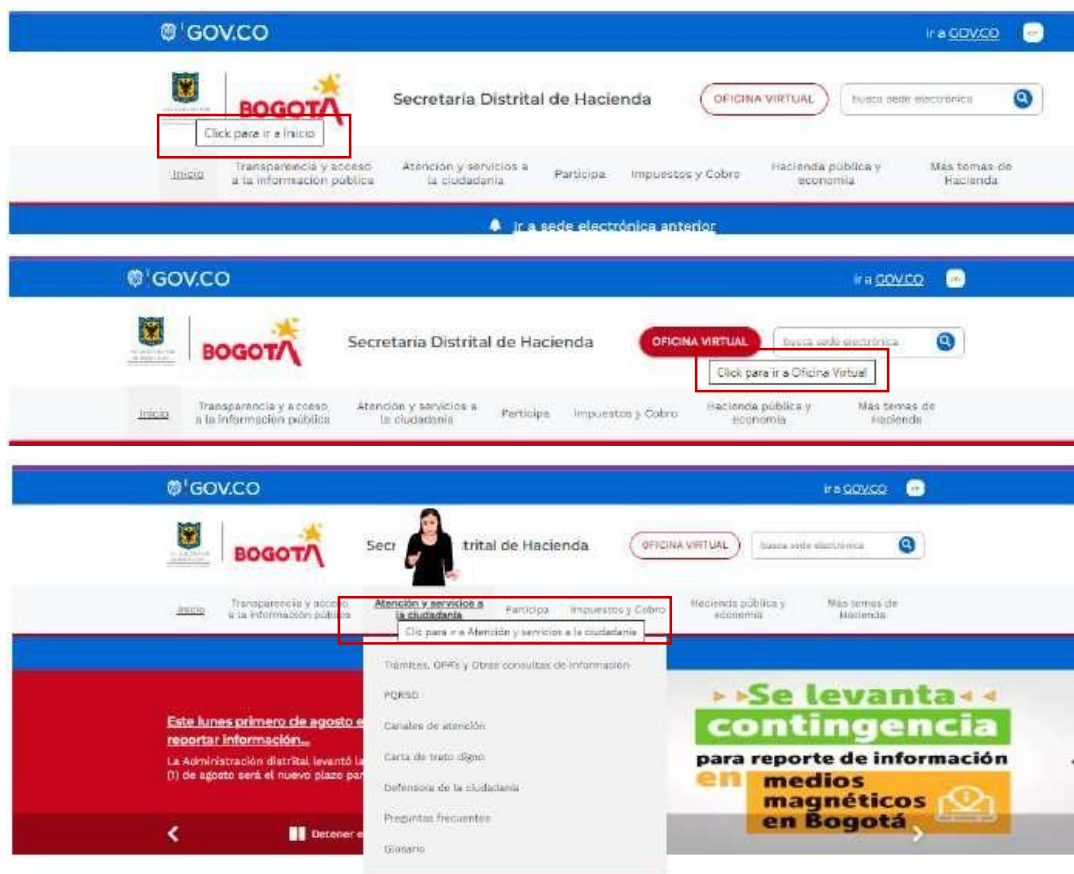 GOV.CO
Ir a GOV.CO
BOGOTÁ
Secretaría Distrital de Hacienda
OFICINA VIRTUAL
busca sede electrónica
Click para ir a Inicio
Inicio
Transparencia y acceso
a la información pública
Atención y servicios a
la ciudadanía
Participa
Impuestos y Cobro
Hacienda pública y
economía
Más temas de
Hacienda
Ir a sede electrónica anterior
GOV.CO
Ir a GOV.CO
BOGOTÁ
Secretaría Distrital de Hacienda
OFICINA VIRTUAL
busca sede electrónica
Click para ir a Oficina Virtual
Inicio
Transparencia y acceso
a la información pública
Atención y servicios a
la ciudadanía
Participa
Impuestos y Cobro
Hacienda pública y
economía
Más temas de
Hacienda
GOV.CO
Ir a GOV.CO
BOGOTÁ
Secr trital de Hacienda
OFICINA VIRTUAL
busca sede electrónica
Inicio
Transparencia y acceso
a la información pública
Atención y servicios a
la ciudadanía
Participa
Impuestos y Cobro
Hacienda pública y
economía
Más temas de
Hacienda
Clic para ir a Atención y servicios a la ciudadanía
Trámites, OPA's y Otras consultas de información
PQRSD
Canales de atención
Carta de trato digno
Defensora de la ciudadanía
Preguntas frecuentes
Glosario
Este lunes primero de agosto e
reportar información...
La Administración distrital levantó la
(1) de agosto será el nuevo plazo par
Detener e
Se levanta
contingencia
para reporte de información
en medios
magnéticos
en Bogotá